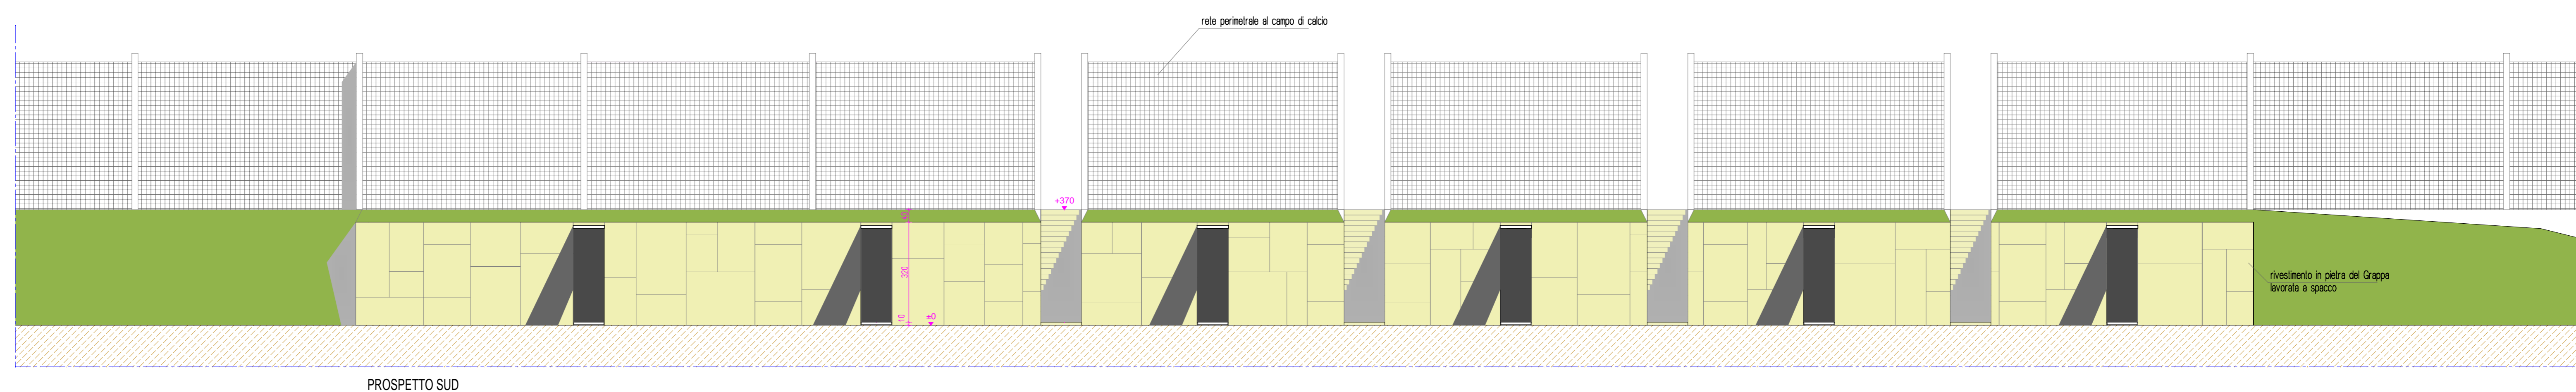 rete perimetrale al campo di calcio
+370
40
320
10
±0
rivestimento in pietra del Grappa
lavorata a spacco
PROSPETTO SUD